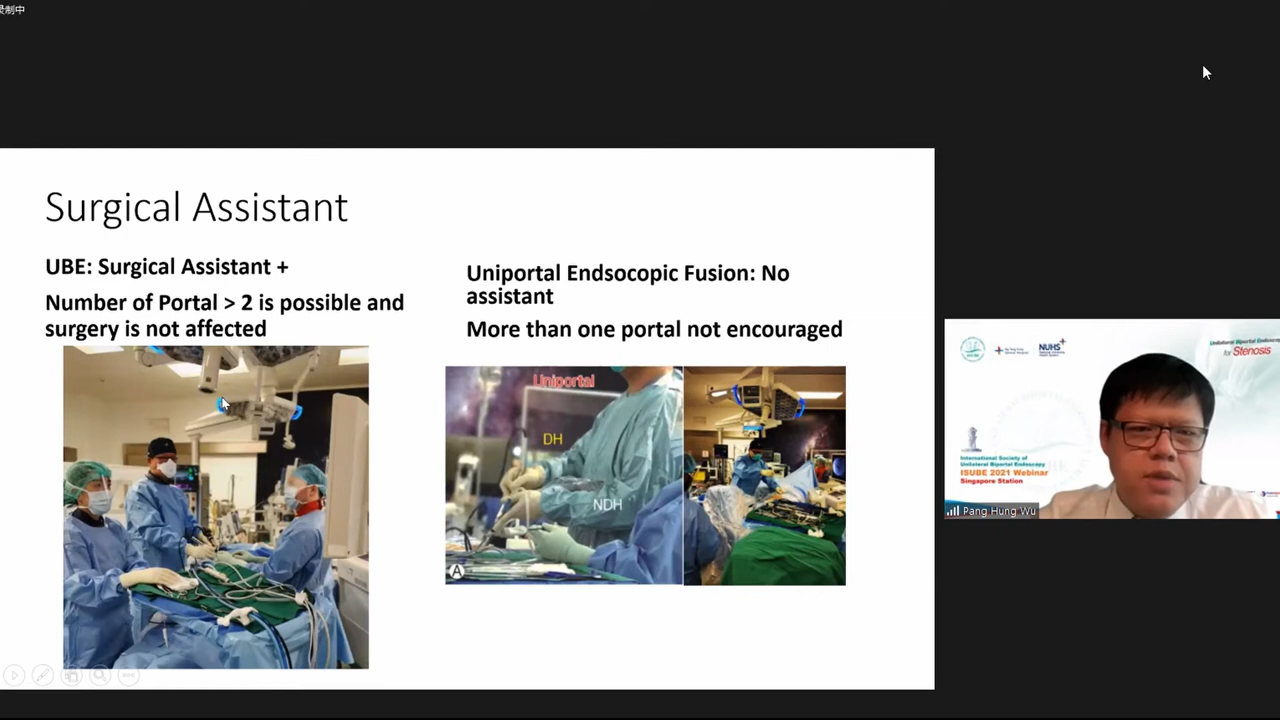 录制中
Surgical Assistant
UBE: Surgical Assistant +
Number of Portal > 2 is possible and
surgery is not affected
Uniportal Endsocopic Fusion: No
assistant
More than one portal not encouraged
Uniportal
DH
NDH
A
NUHS
Unilateral Biportal Endoscop
for Stenosis
International Society of
Unilateral Biportal Endoscopy
ISUBE 2021 Webinar
Singapore Station
Pang Hung Wu